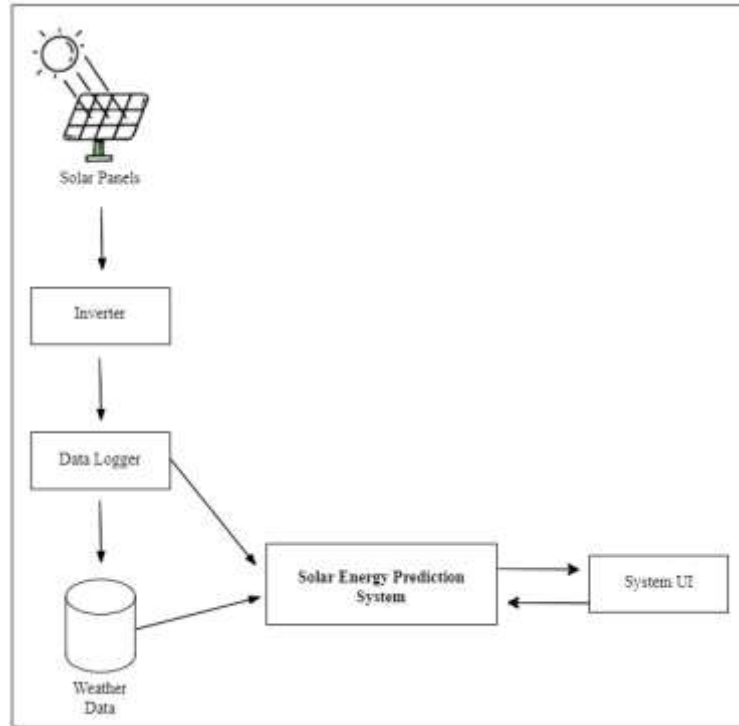 Solar Panels
Inverter
Data Logger
Solar Energy Prediction
System
System UI
Weather
Data